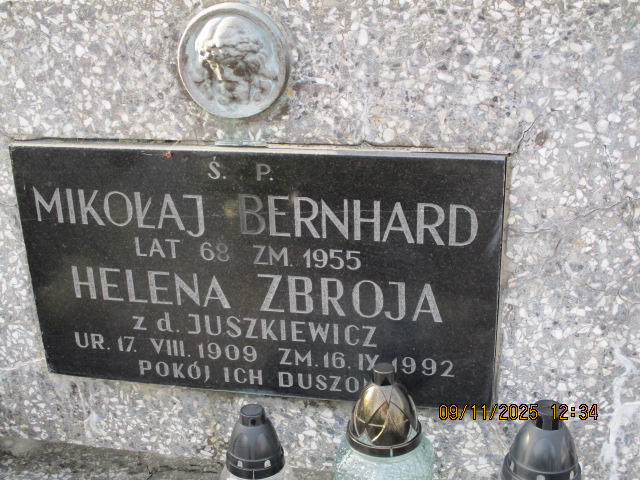 Ś. P.
MIKOŁAJ BERNHARD
LAT 68 ZM. 1955
HELENA ZBROJA
z d. JUSZKIEWICZ
UR. 17. VIII. 1909 ZM. 16. IX. 1992
POKÓJ ICH DUSZOM
09/11/2025 12:34